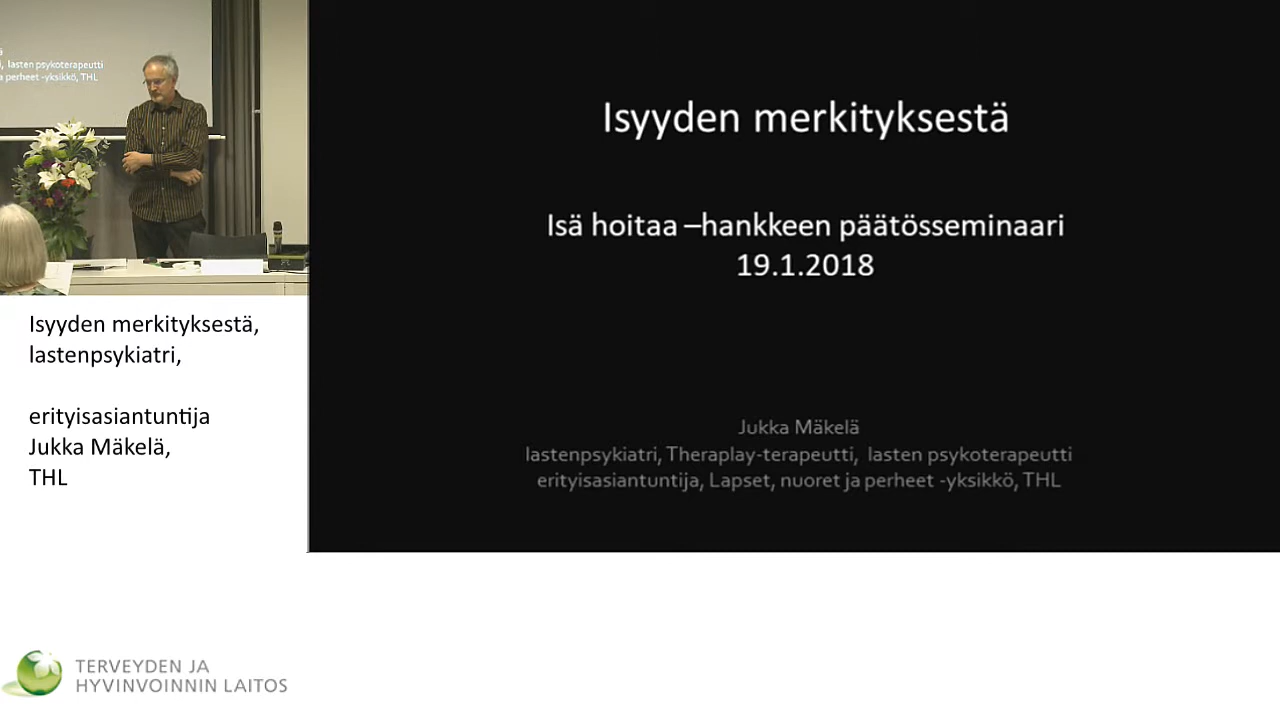 i, lasten psykoterapeutti
a perheet -yksikkö, THL
Isyyden merkityksestä,
lastenpsykiatri,
erityisasiantuntija
Jukka Mäkelä,
THL
Isyyden merkityksestä
Isä hoitaa –hankkeen päätösseminaari
19.1.2018
Jukka Mäkelä
lastenpsykiatri, Theraplay-terapeutti, lasten psykoterapeutti
erityisasiantuntija, Lapset, nuoret ja perheet -yksikkö, THL
TERVEYDEN JA
HYVINVOINNIN LAITOS